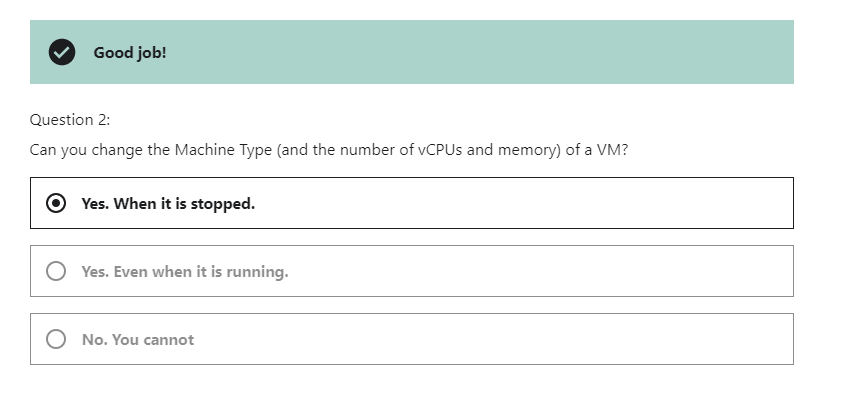 Good job!
Question 2:
Can you change the Machine Type (and the number of vCPUs and memory) of a VM?
Yes. When it is stopped.
Yes. Even when it is running.
No. You cannot